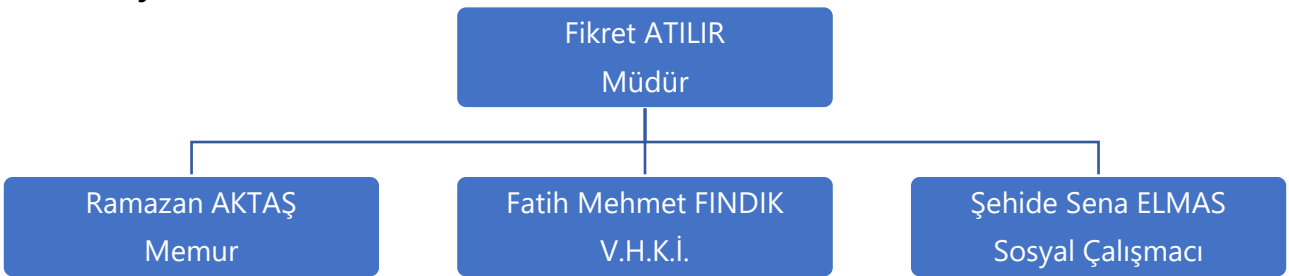 Fikret ATILIR
Müdür
Ramazan AKTAŞ
Memur
Fatih Mehmet FINDIK
V.H.K.İ.
Şehide Sena ELMAS
Sosyal Çalışmacı